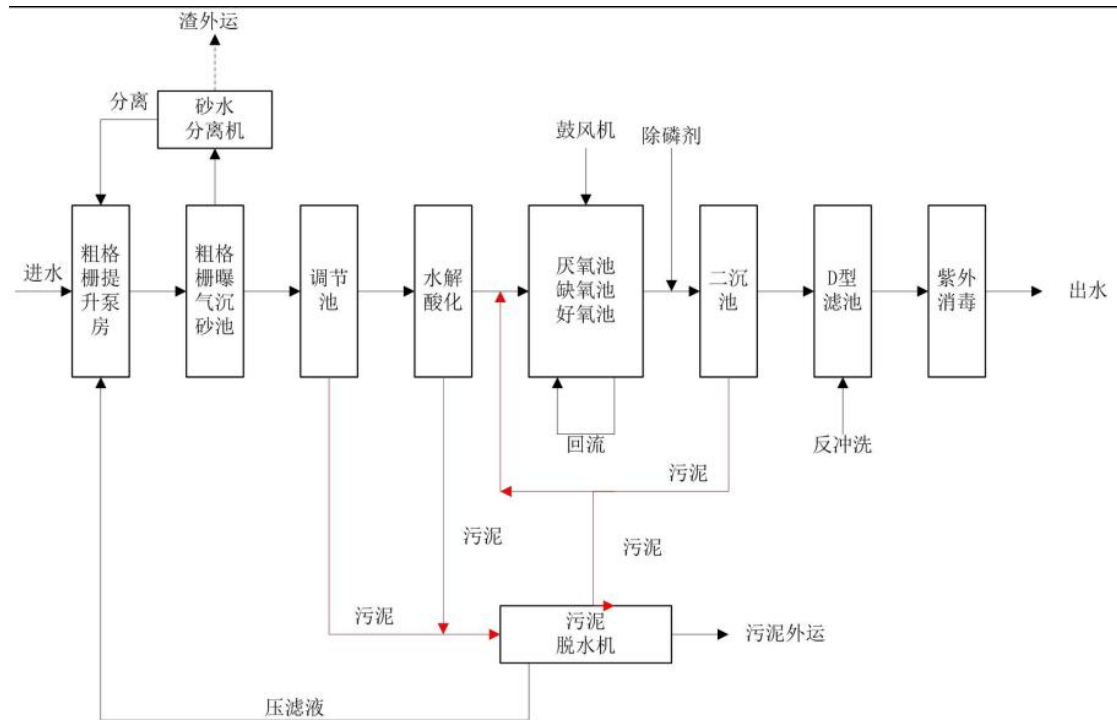 渣外运
分离
砂水
分离机
鼓风机
除磷剂
进水
粗格
栅提
升泵
房
粗格
栅曝
气沉
砂池
调节
池
水解
酸化
厌氧池
缺氧池
好氧池
二沉
池
D型
滤池
紫外
消毒
出水
回流
反冲洗
污泥
污泥
污泥
污泥
污泥
脱水机
污泥外运
压滤液